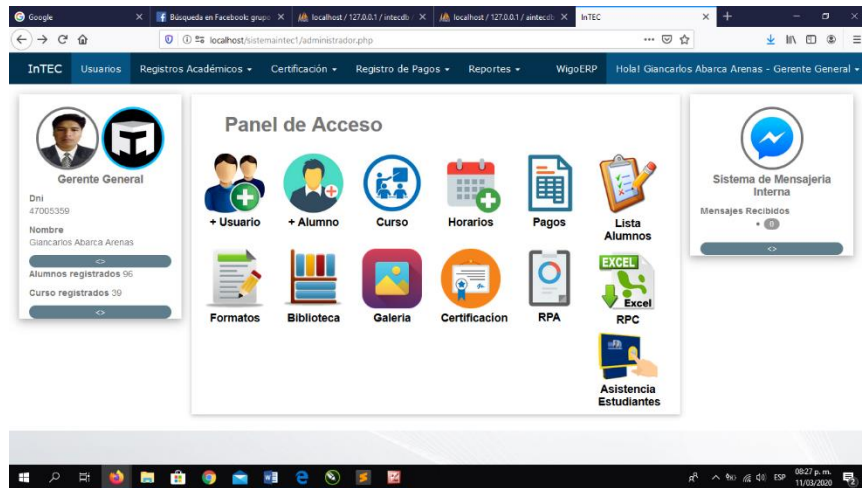 Google
Búsqueda en Facebook: grupo
localhost / 127.0.0.1 / intecdb /
localhost / 127.0.0.1 / aintecdb
InTEC
localhost/sistemaintec1/administrador.php
InTEC
Usuarios
Registros Académicos
Certificación
Registro de Pagos
Reportes
WigoERP
Hola! Giancarlos Abarca Arenas - Gerente General
Gerente General
Dni
47005359
Nombre
Giancarlos Abarca Arenas
<>
Alumnos registrados 96
Curso registrados 39
<>
Panel de Acceso
+ Usuario
+ Alumno
Curso
Horarios
Pagos
Lista
Alumnos
Formatos
Biblioteca
Galeria
Certificacion
RPA
EXCEL
Excel
RPC
Asistencia
Estudiantes
Sistema de Mensajeria
Interna
Mensajes Recibidos
0
<>
ESP
08:27 p. m.
11/03/2020